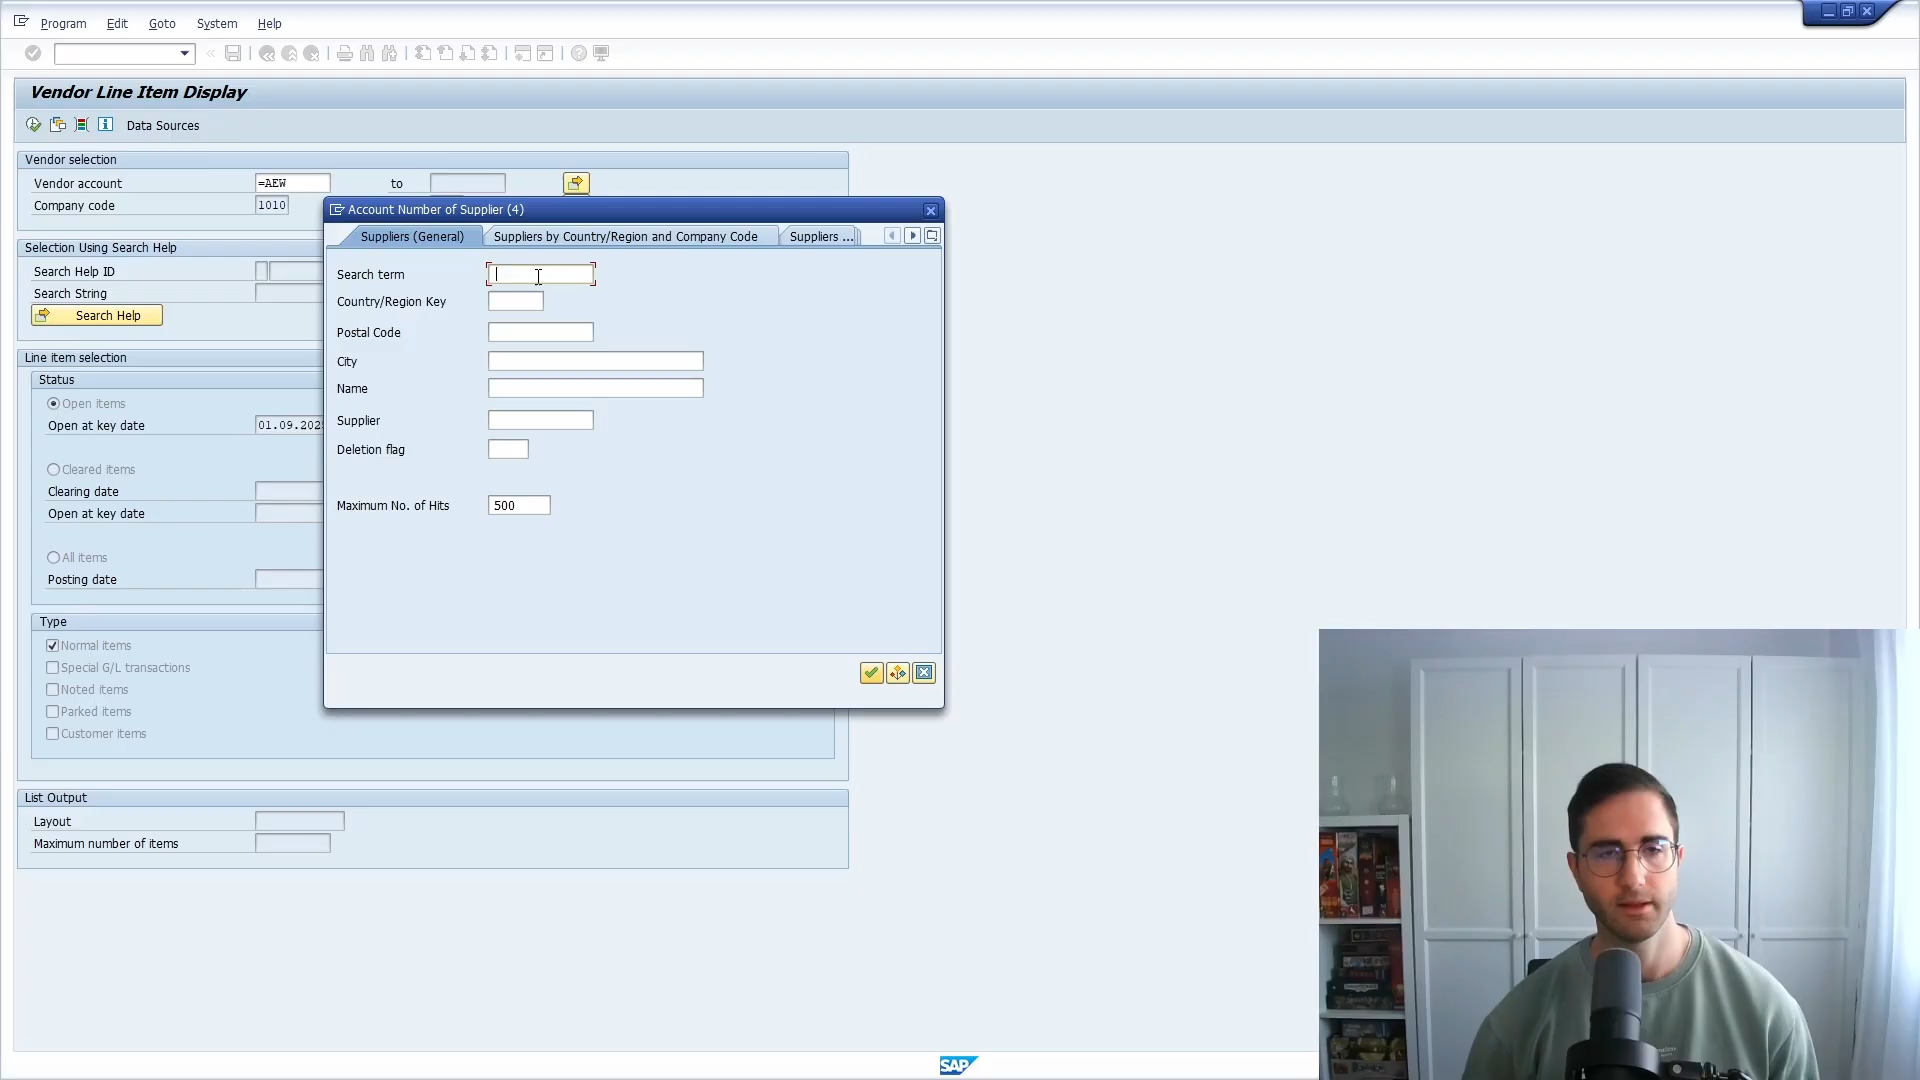 Program Edit Goto System Help
Vendor Line Item Display
Data Sources
Vendor selection
Vendor account =AEW to
Company code 1010
Account Number of Supplier (4)
Suppliers (General) Suppliers by Country/Region and Company Code Suppliers ...
Selection Using Search Help
Search Help ID
Search String
Search Help
Search term
Country/Region Key
Postal Code
City
Name
Supplier
Deletion flag
Maximum No. of Hits 500
Line item selection
Status
Open items
Open at key date 01.09.202
Cleared items
Clearing date
Open at key date
All items
Posting date
Type
Normal items
Special G/L transactions
Noted items
Parked items
Customer items
List Output
Layout
Maximum number of items
SAP